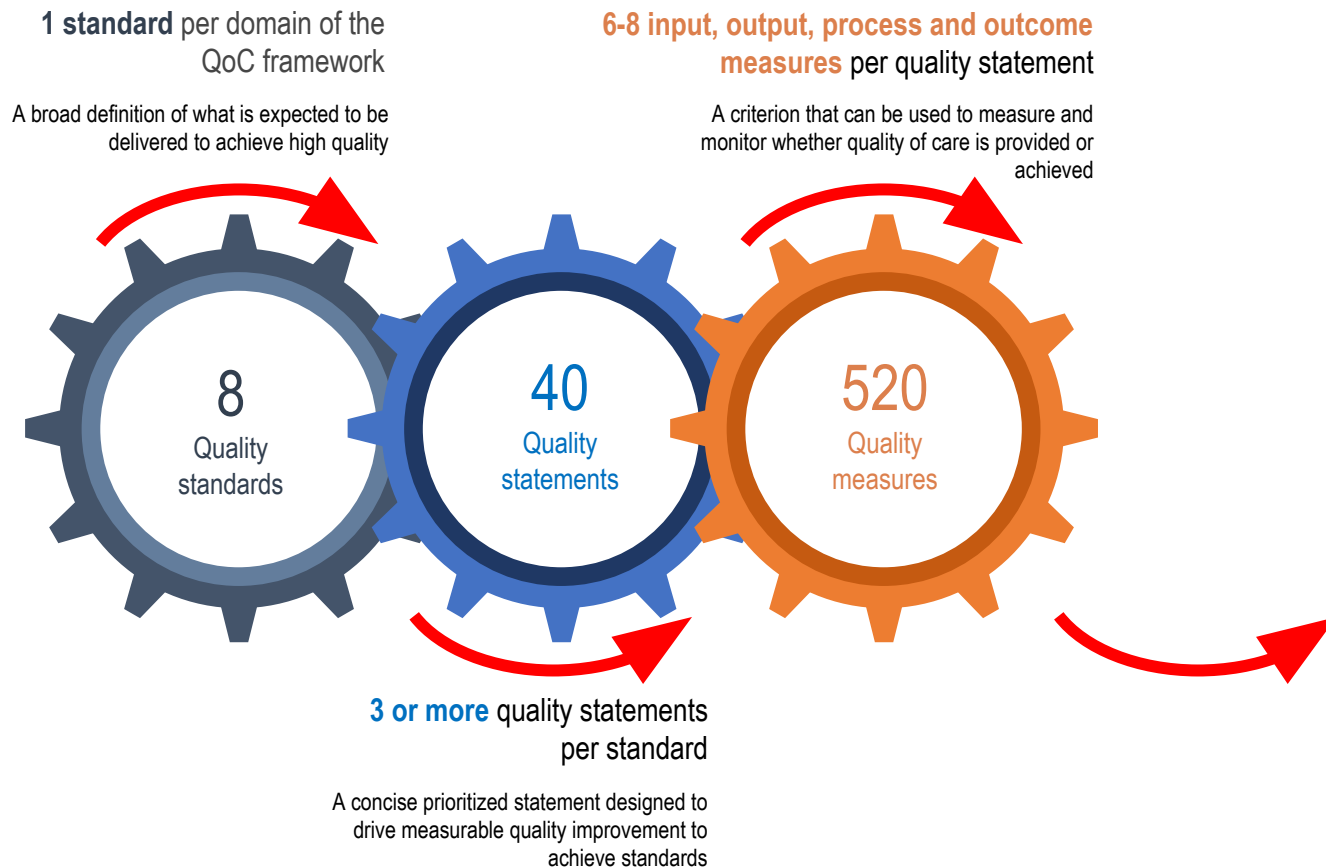 1 standard per domain of the
QoC framework
A broad definition of what is expected to be
delivered to achieve high quality
6-8 input, output, process and outcome
measures per quality statement
A criterion that can be used to measure and
monitor whether quality of care is provided or
achieved
8
Quality
standards
40
Quality
statements
520
Quality
measures
3 or more quality statements
per standard
A concise prioritized statement designed to
drive measurable quality improvement to
achieve standards